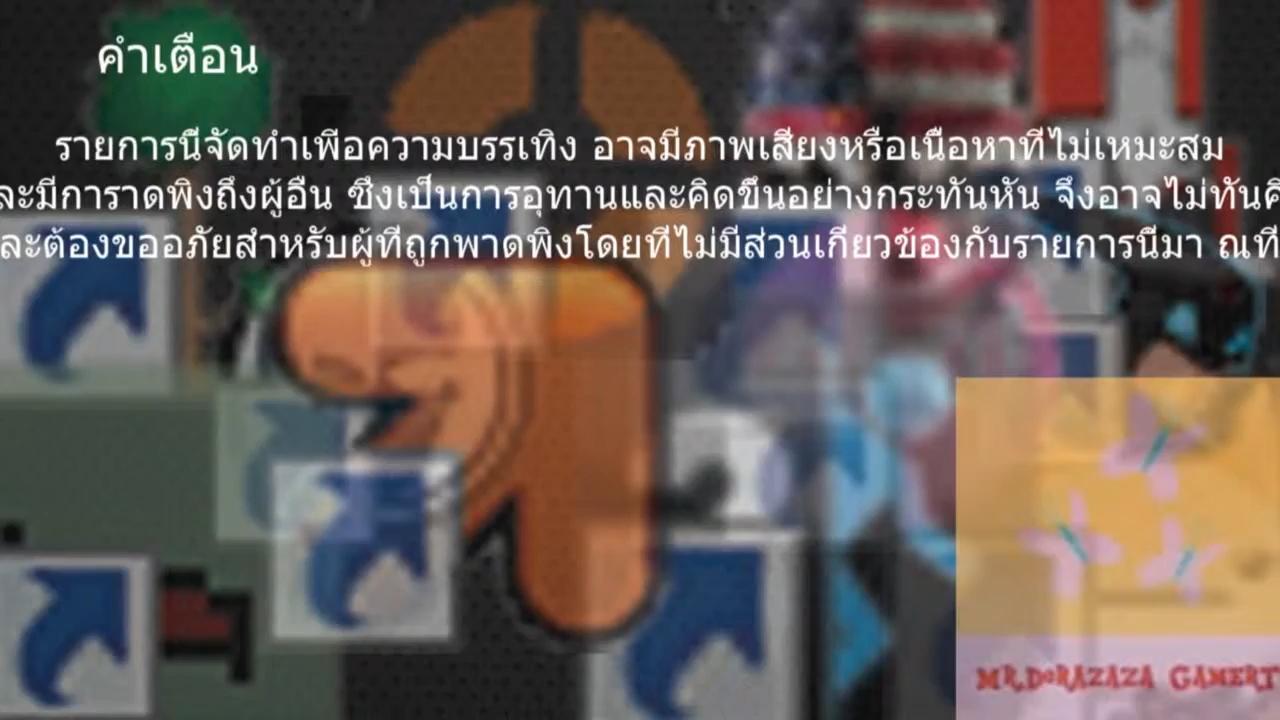 คำเตือน
รายการนี้จัดทำเพื่อความบรรเทิง อาจมีภาพเสียงหรือเนื้อหาที่ไม่เหมะสม
ละมีการาดพิงถึงผู้อื่น ซึ่งเป็นการอุทานและคิดขึ้นอย่างกระทันหัน จึงอาจไม่ทันคิ
ละต้องขออภัยสำหรับผู้ที่ถูกพาดพิงโดยที่ไม่มีส่วนเกี่ยวข้องกับรายการนี้มา ณที่
MR.DORAZAZA GAMERT